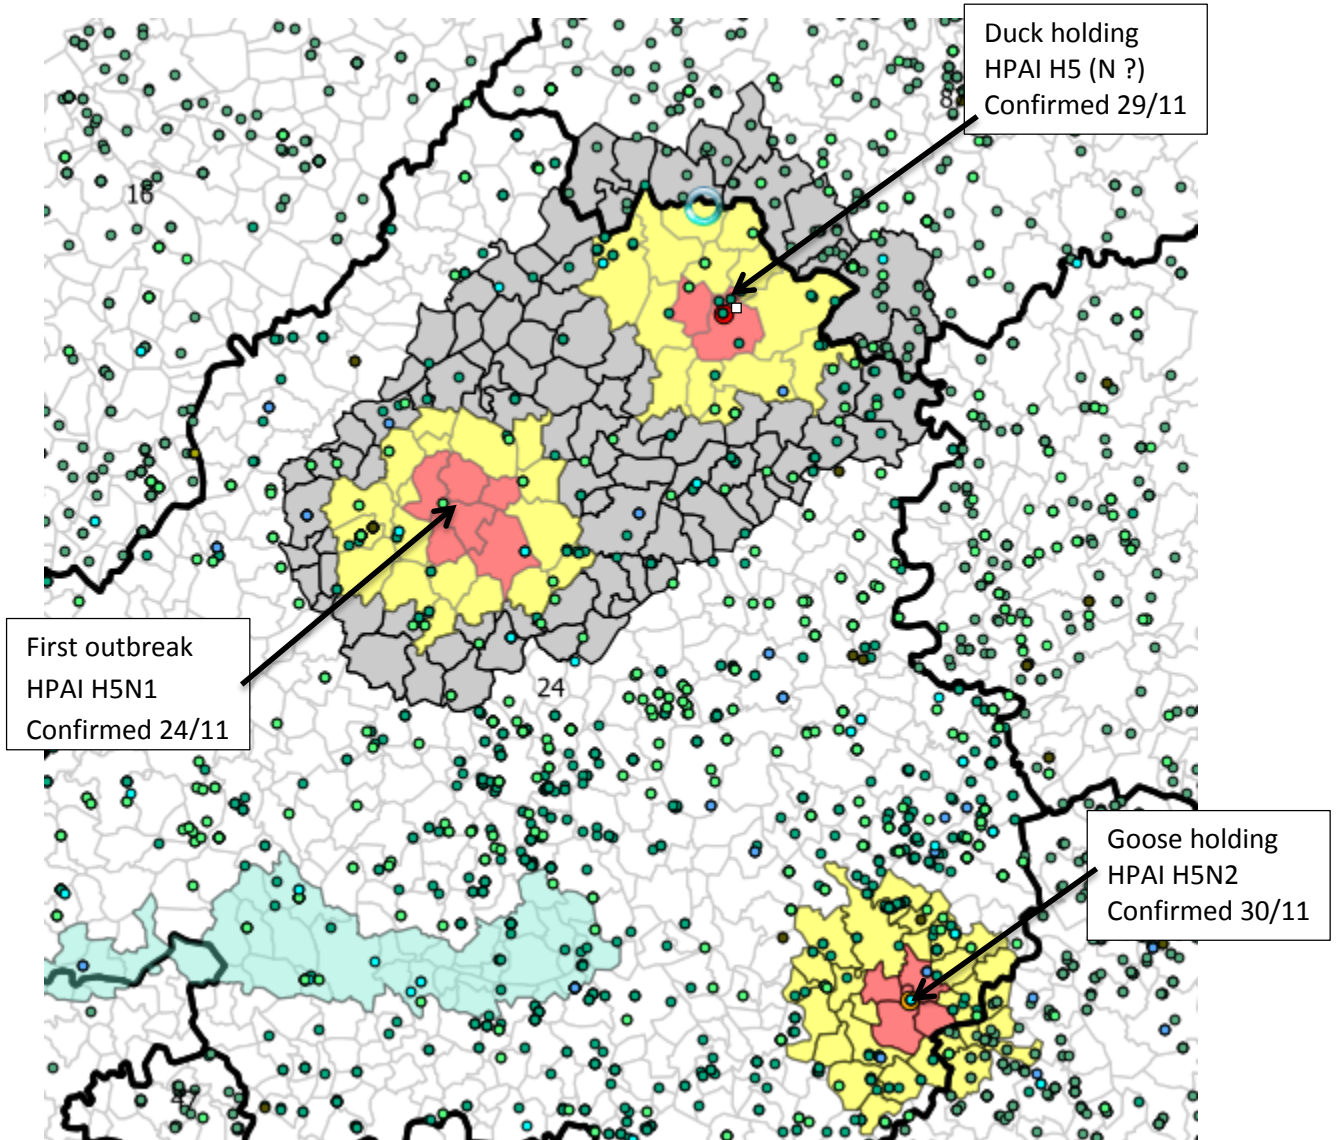 Duck holding
HPAI H5 (N ?)
Confirmed 29/11
16
First outbreak
HPAI H5N1
Confirmed 24/11
24
Goose holding
HPAI H5N2
Confirmed 30/11
47